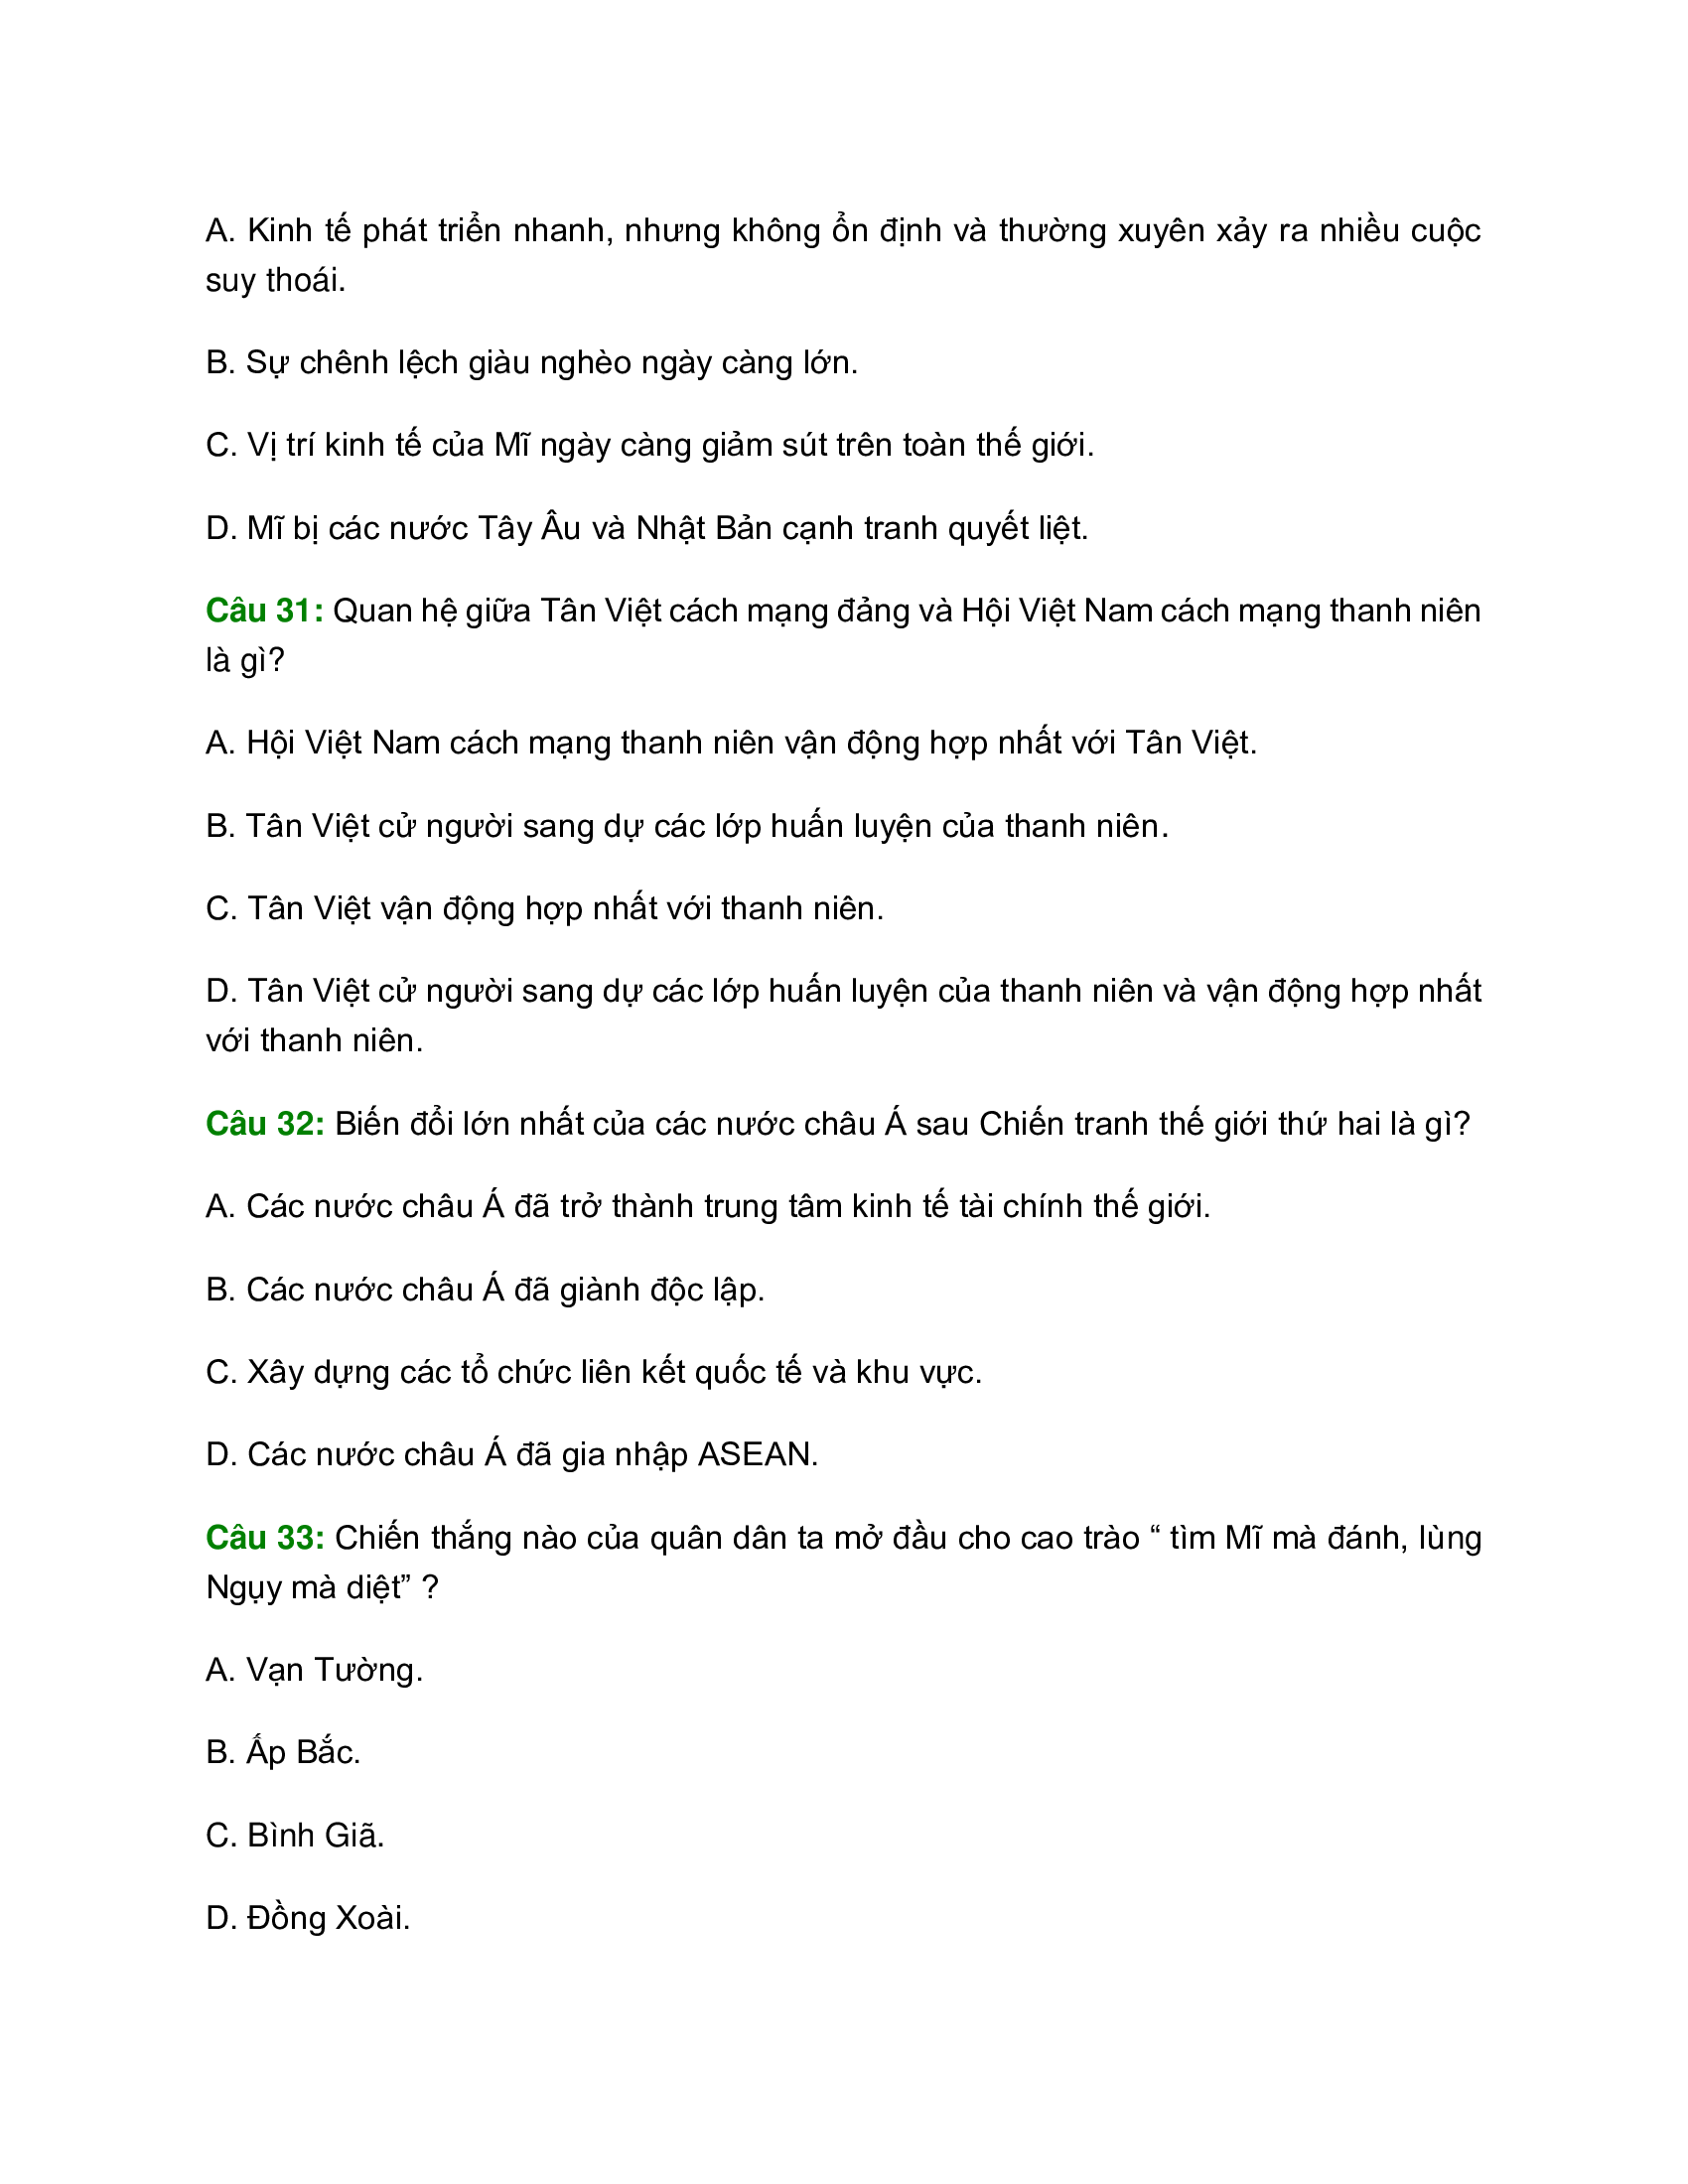 A. Kinh tế phát triển nhanh, nhưng không ổn định và thường xuyên xảy ra nhiều cuộc
suy thoái.
B. Sự chênh lệch giàu nghèo ngày càng lớn.
C. Vị trí kinh tế của Mĩ ngày càng giảm sút trên toàn thế giới.
D. Mĩ bị các nước Tây Âu và Nhật Bản cạnh tranh quyết liệt.
Câu 31: Quan hệ giữa Tân Việt cách mạng đảng và Hội Việt Nam cách mạng thanh niên
là gì?
A. Hội Việt Nam cách mạng thanh niên vận động hợp nhất với Tân Việt.
B. Tân Việt cử người sang dự các lớp huấn luyện của thanh niên.
C. Tân Việt vận động hợp nhất với thanh niên.
D. Tân Việt cử người sang dự các lớp huấn luyện của thanh niên và vận động hợp nhất
với thanh niên.
Câu 32: Biến đổi lớn nhất của các nước châu Á sau Chiến tranh thế giới thứ hai là gì?
A. Các nước châu Á đã trở thành trung tâm kinh tế tài chính thế giới.
B. Các nước châu Á đã giành độc lập.
C. Xây dựng các tổ chức liên kết quốc tế và khu vực.
D. Các nước châu Á đã gia nhập ASEAN.
Câu 33: Chiến thắng nào của quân dân ta mở đầu cho cao trào “ tìm Mĩ mà đánh, lùng
Ngụy mà diệt” ?
A. Vạn Tường.
B. Ấp Bắc.
C. Bình Giã.
D. Đồng Xoài.